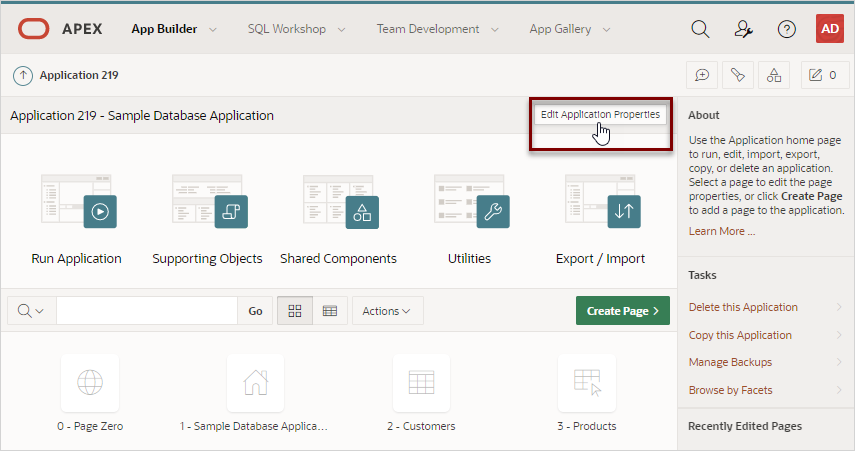 APEX App Builder SQL Workshop Team Development App Gallery AD
Application 219 0
Application 219 - Sample Database Application Edit Application Properties
Run Application Supporting Objects Shared Components Utilities Export / Import
Go Actions Create Page
0 - Page Zero 1 - Sample Database Applica... 2 - Customers 3 - Products
About
Use the Application home page
to run, edit, import, export,
copy, or delete an application.
Select a page to edit the page
properties, or click Create Page
to add a page to the application.
Learn More ...
Tasks
Delete this Application
Copy this Application
Manage Backups
Browse by Facets
Recently Edited Pages